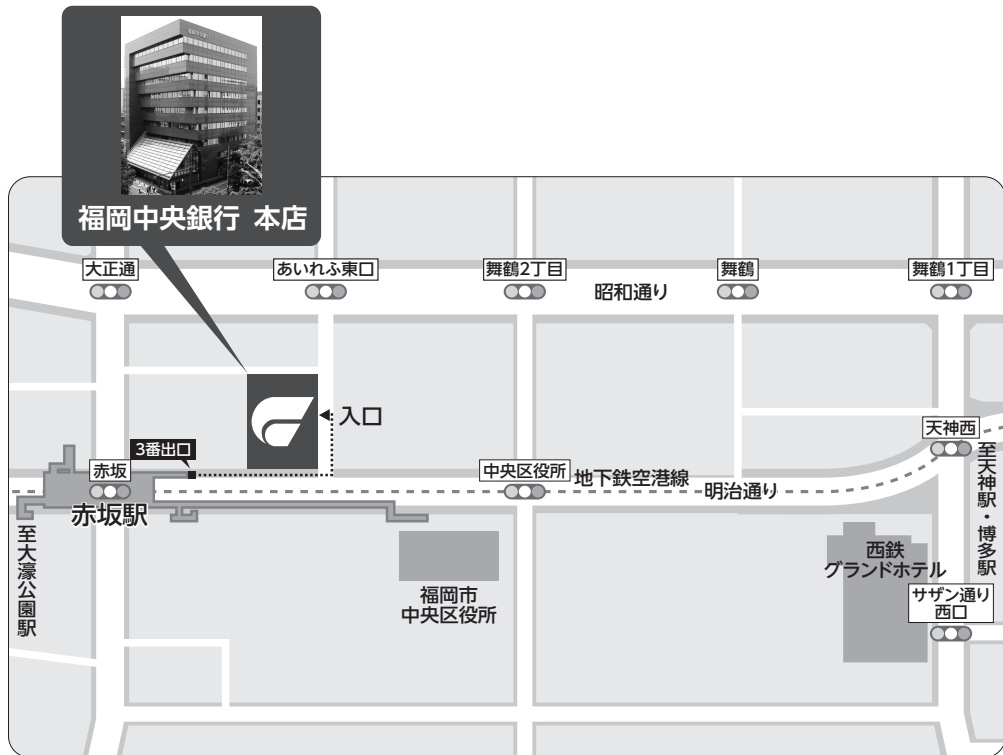 福岡中央銀行 本店
大正通
あいれふ東口
舞鶴2丁目
昭和通り
舞鶴
舞鶴1丁目
入口
3番出口
赤坂
赤坂駅
至大濠公園駅
中央区役所
地下鉄空港線
明治通り
天神西
至天神駅・博多駅
福岡市
中央区役所
西鉄
グランドホテル
サザン通り
西口